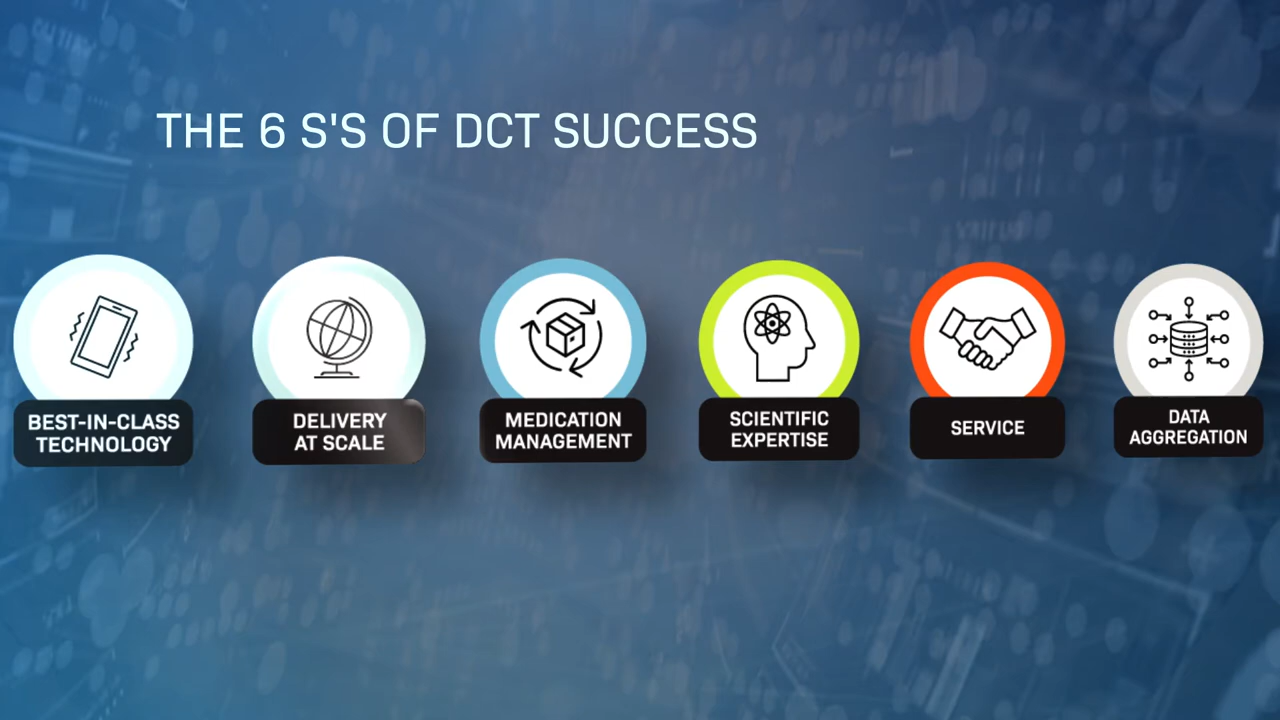 THE 6 S'S OF DCT SUCCESS
BEST-IN-CLASS
TECHNOLOGY
DELIVERY
AT SCALE
MEDICATION
MANAGEMENT
SCIENTIFIC
EXPERTISE
SERVICE
DATA
AGGREGATION